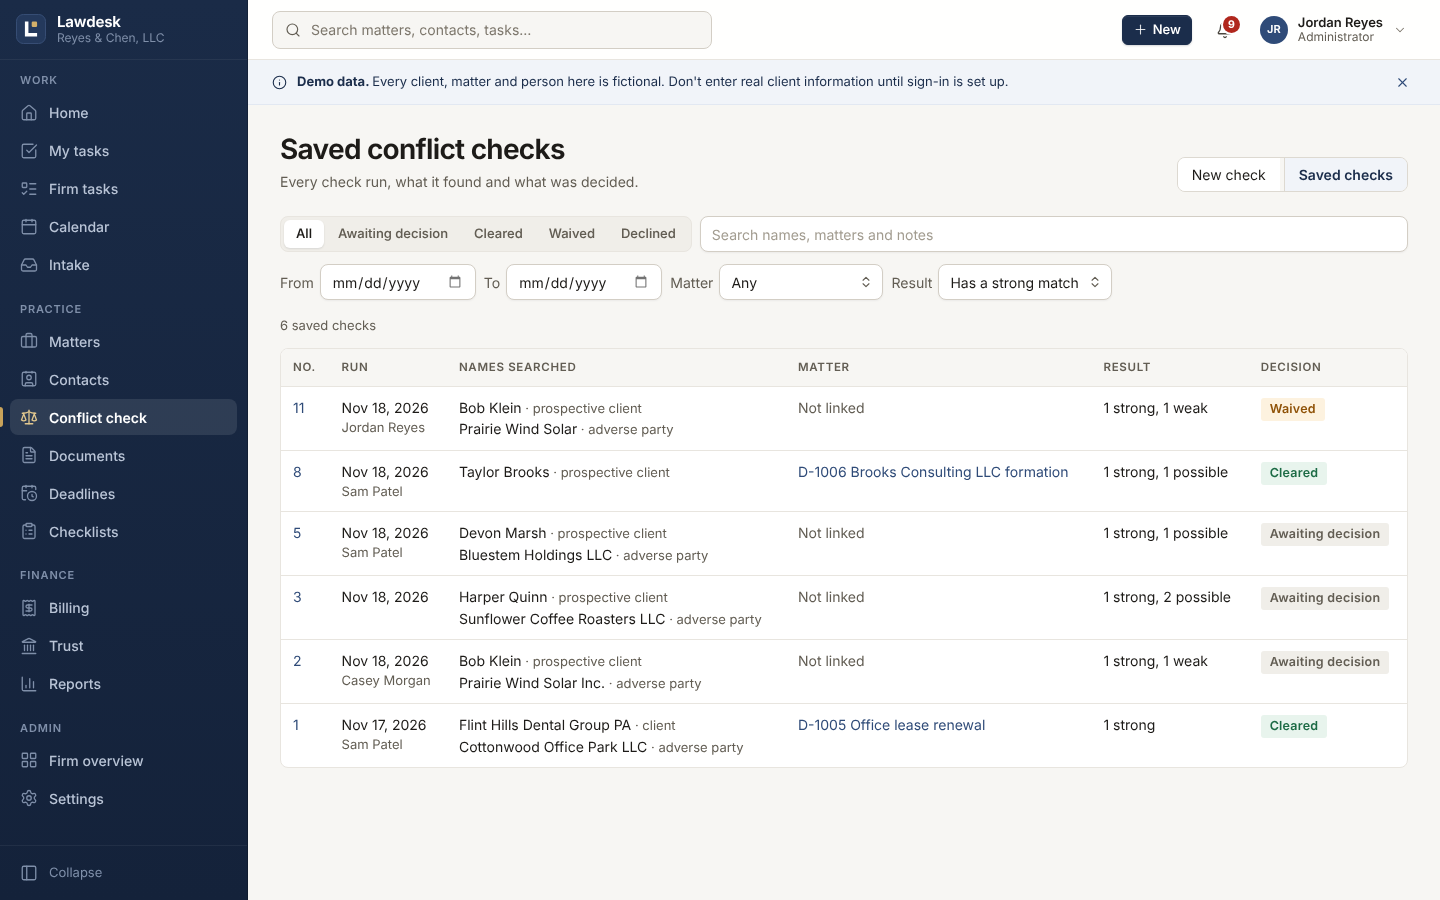 Lawdesk
Reyes & Chen, LLC
WORK
Home
My tasks
Firm tasks
Calendar
Intake
PRACTICE
Matters
Contacts
Conflict check
Documents
Deadlines
Checklists
FINANCE
Billing
Trust
Reports
ADMIN
Firm overview
Settings
Collapse
Search matters, contacts, tasks...
New
9
JR
Jordan Reyes
Administrator
Demo data. Every client, matter and person here is fictional. Don't enter real client information until sign-in is set up.
Saved conflict checks
Every check run, what it found and what was decided.
New check Saved checks
All Awaiting decision Cleared Waived Declined
Search names, matters and notes
From mm/dd/yyyy To mm/dd/yyyy Matter Any Result Has a strong match
6 saved checks
NO. RUN NAMES SEARCHED MATTER RESULT DECISION
11 Nov 18, 2026 Bob Klein · prospective client Not linked 1 strong, 1 weak Waived
Jordan Reyes Prairie Wind Solar · adverse party
8 Nov 18, 2026 Taylor Brooks · prospective client D-1006 Brooks Consulting LLC formation 1 strong, 1 possible Cleared
Sam Patel
5 Nov 18, 2026 Devon Marsh · prospective client Not linked 1 strong, 1 possible Awaiting decision
Sam Patel Bluestem Holdings LLC · adverse party
3 Nov 18, 2026 Harper Quinn · prospective client Not linked 1 strong, 2 possible Awaiting decision
Sunflower Coffee Roasters LLC · adverse party
2 Nov 18, 2026 Bob Klein · prospective client Not linked 1 strong, 1 weak Awaiting decision
Casey Morgan Prairie Wind Solar Inc. · adverse party
1 Nov 17, 2026 Flint Hills Dental Group PA · client D-1005 Office lease renewal 1 strong Cleared
Sam Patel Cottonwood Office Park LLC · adverse party